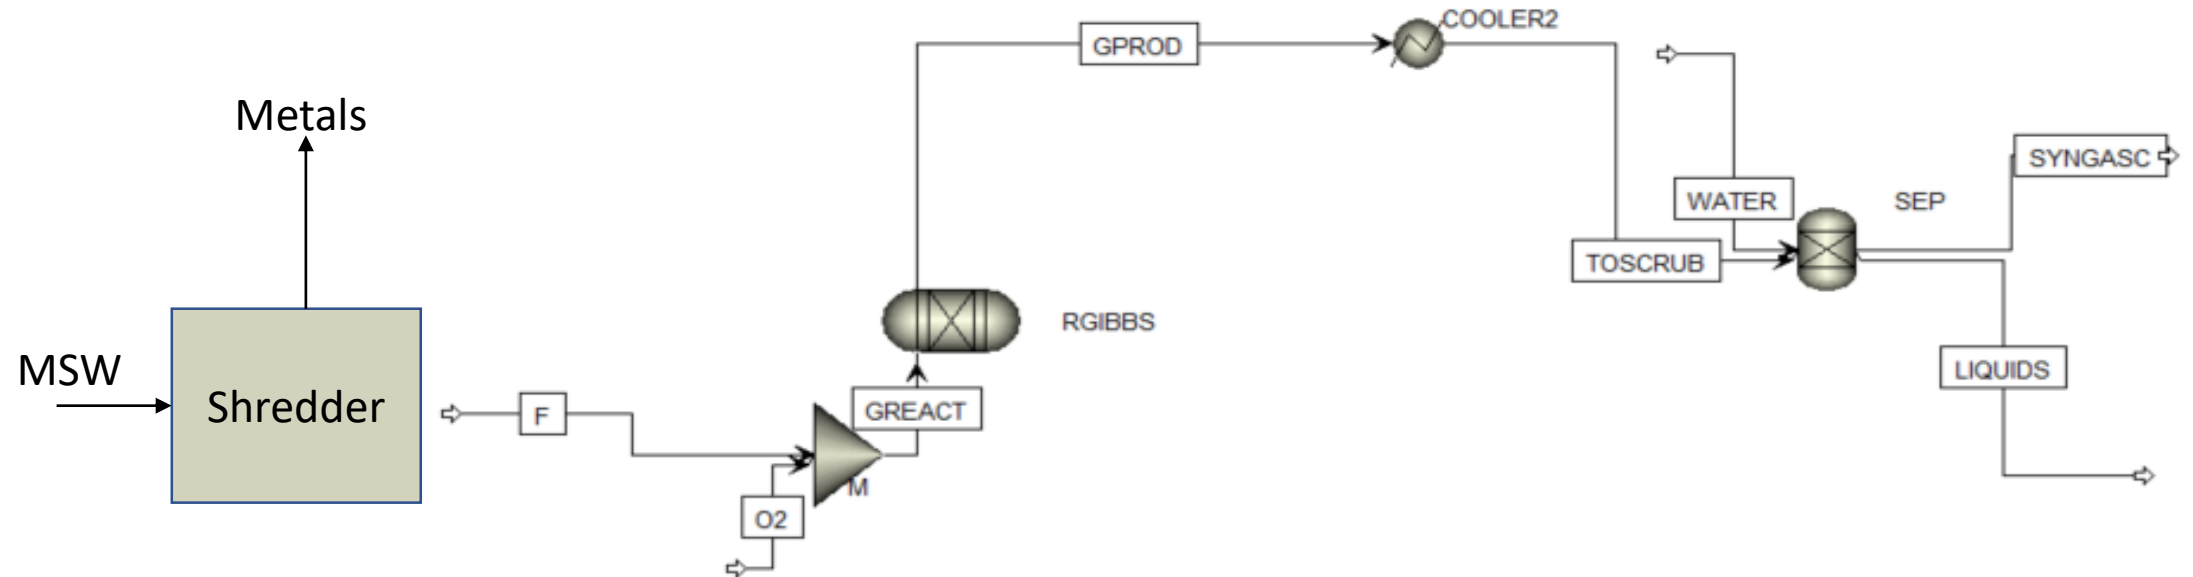 Metals
MSW
Shredder
F
O2
M
GREACT
RGIBBS
GPROD
COOLER2
TOSCRUB
WATER
SEP
SYNGASC
LIQUIDS